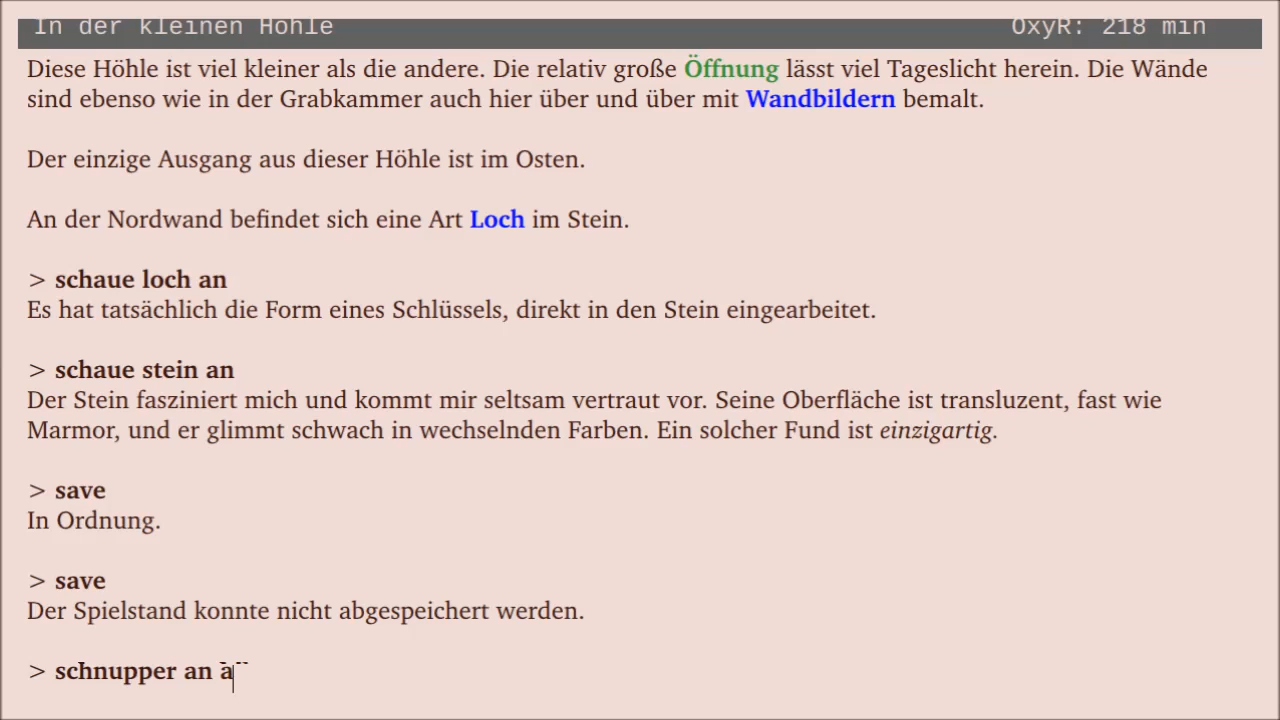 In der kleinen Höhle OxyR: 218 min
Diese Höhle ist viel kleiner als die andere. Die relativ große Öffnung lässt viel Tageslicht herein. Die Wände
sind ebenso wie in der Grabkammer auch hier über und über mit Wandbildern bemalt.
Der einzige Ausgang aus dieser Höhle ist im Osten.
An der Nordwand befindet sich eine Art Loch im Stein.
> schaue loch an
Es hat tatsächlich die Form eines Schlüssels, direkt in den Stein eingearbeitet.
> schaue stein an
Der Stein fasziniert mich und kommt mir seltsam vertraut vor. Seine Oberfläche ist transluzent, fast wie
Marmor, und er glimmt schwach in wechselnden Farben. Ein solcher Fund ist einzigartig.
> save
In Ordnung.
> save
Der Spielstand konnte nicht abgespeichert werden.
> schnupper an